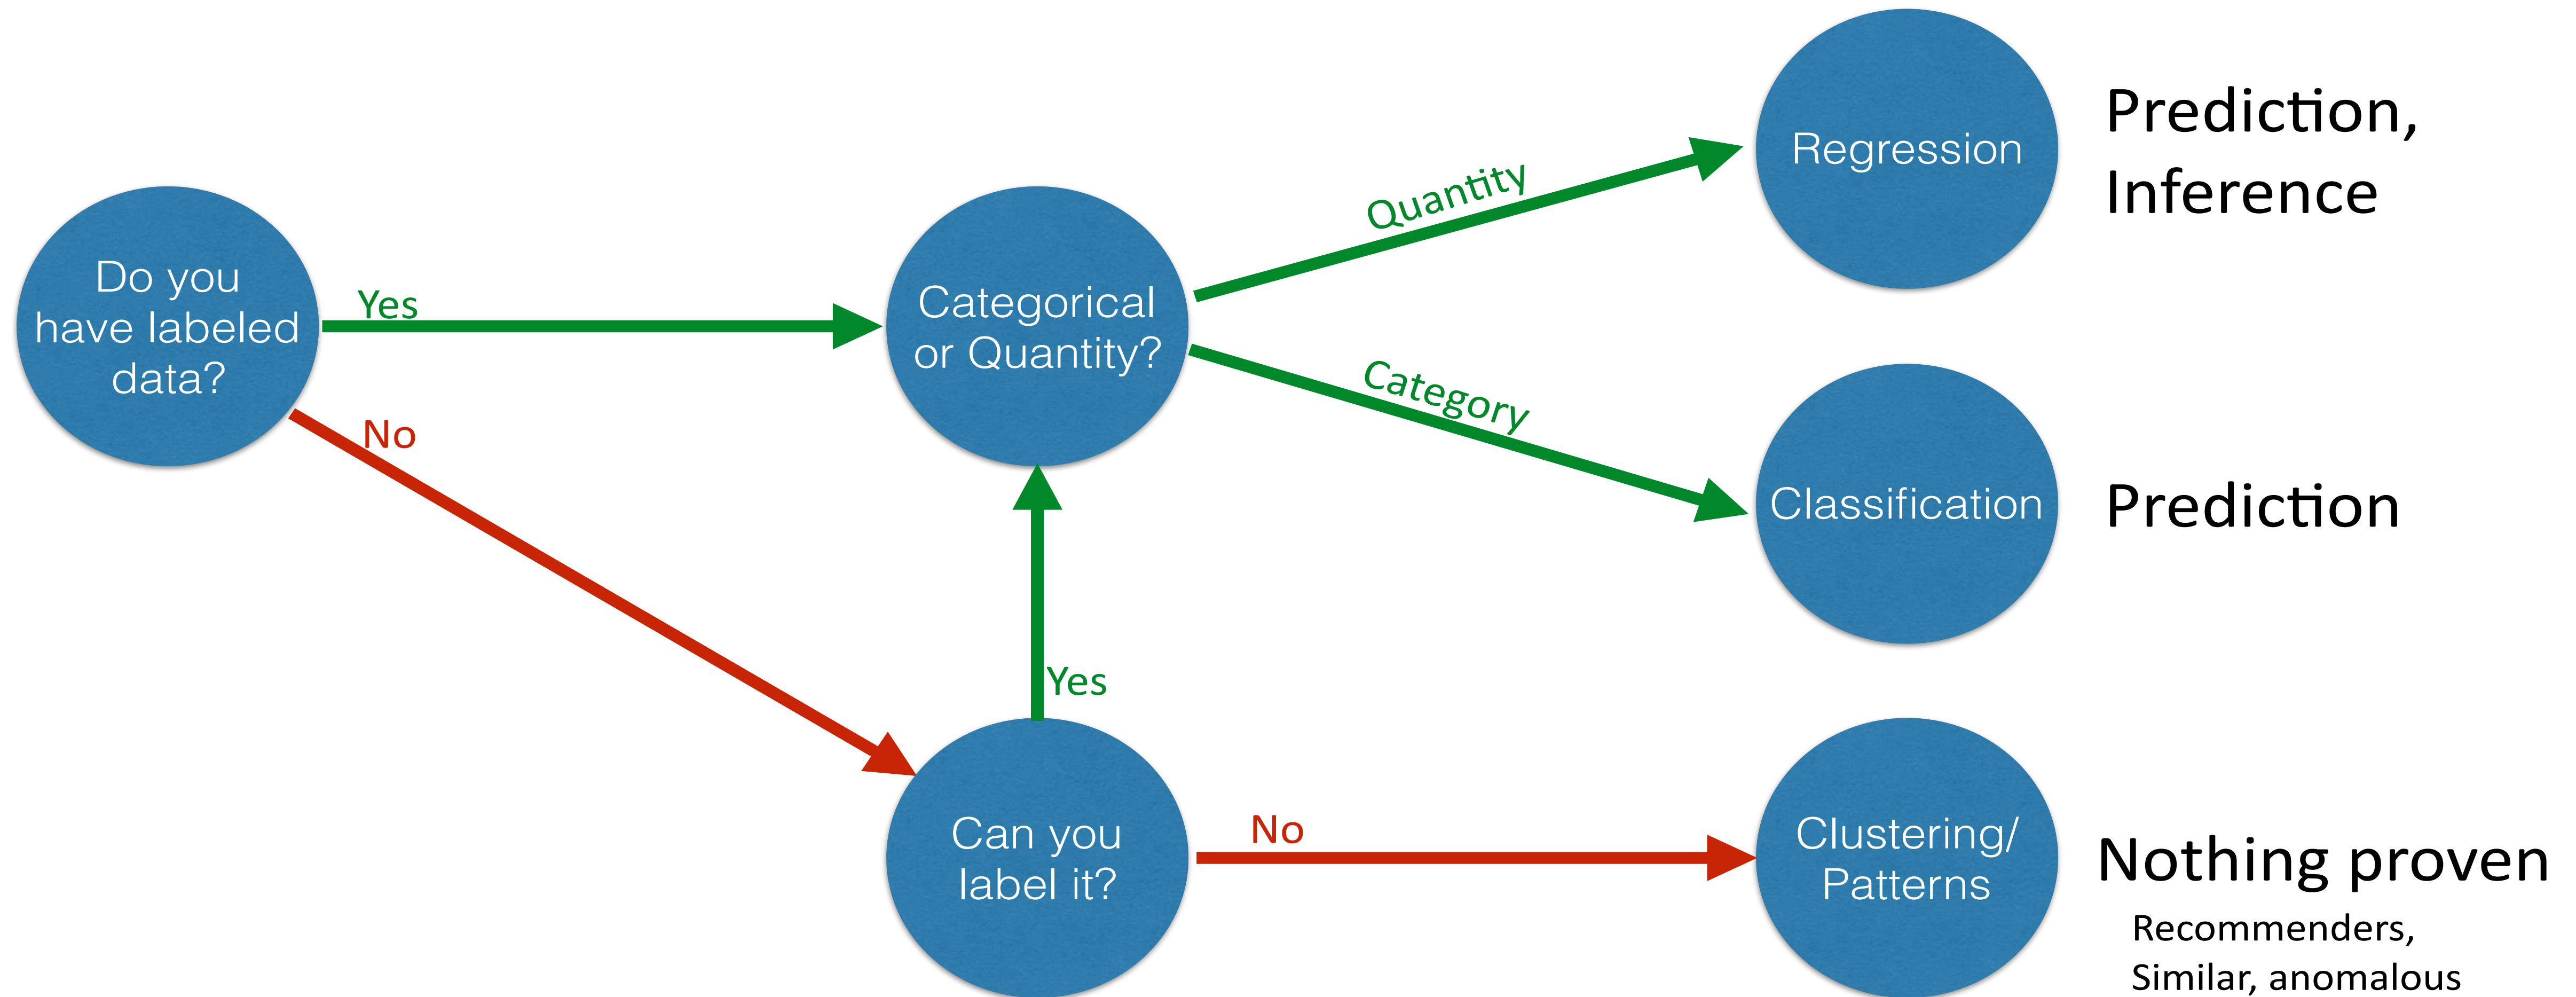 Do you
have labeled
data?
Yes
No
Categorical
or Quantity?
Quantity
Category
Yes
Can you
label it?
No
Regression
Prediction,
Inference
Classification
Prediction
Clustering/
Patterns
Nothing proven
Recommenders,
Similar, anomalous